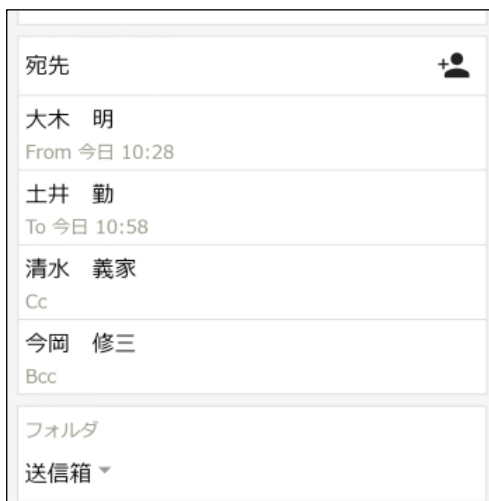 宛先
大木　明
From 今日 10:28
土井　勤
To 今日 10:58
清水　義家
Cc
今岡　修三
Bcc
フォルダ
送信箱